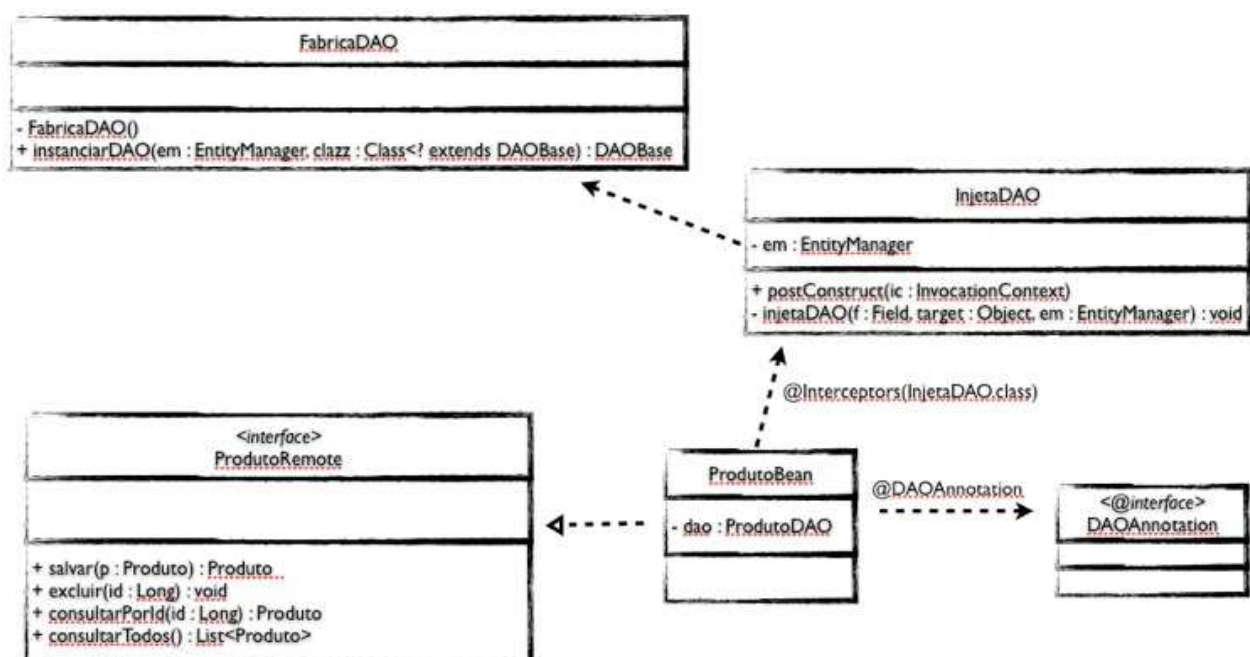 FabricaDAO
- FabricaDAO()
+ instanciarDAO(em : EntityManager, clazz : Class<? extends DAOBase) : DAOBase
InjetaDAO
- em : EntityManager
+ postConstruct(ic : InvocationContext)
- injetaDAO(f : Field, target : Object, em : EntityManager) : void
@Interceptors(InjetaDAO.class)
<interface>
ProdutoRemote
+ salvar(p : Produto) : Produto
+ excluir(id : Long) : void
+ consultarPorId(id : Long) : Produto
+ consultarTodos() : List<Produto>
ProdutoBean
- dao : ProdutoDAO
@DAOAnnotation
<@interface>
DAOAnnotation